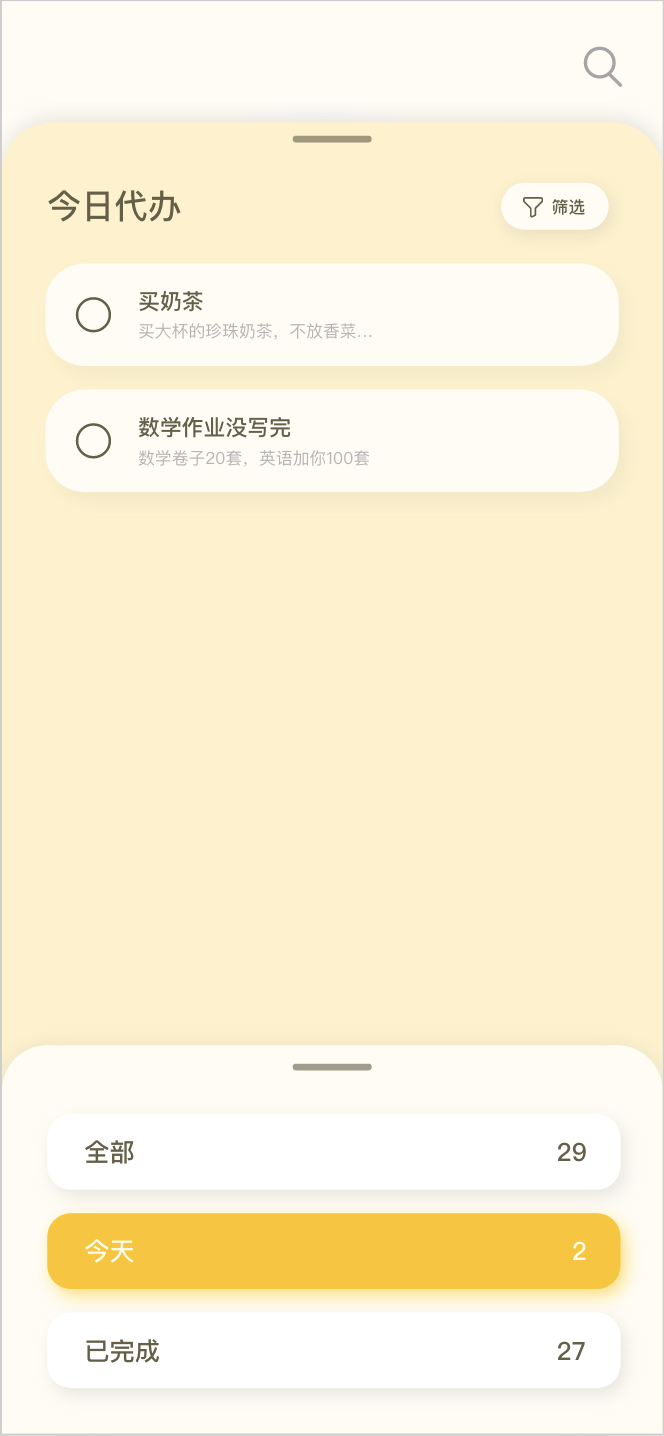 今日代办
筛选
买奶茶
买大杯的珍珠奶茶，不放香菜...
数学作业没写完
数学卷子20套，英语加你100套
全部 29
今天 2
已完成 27